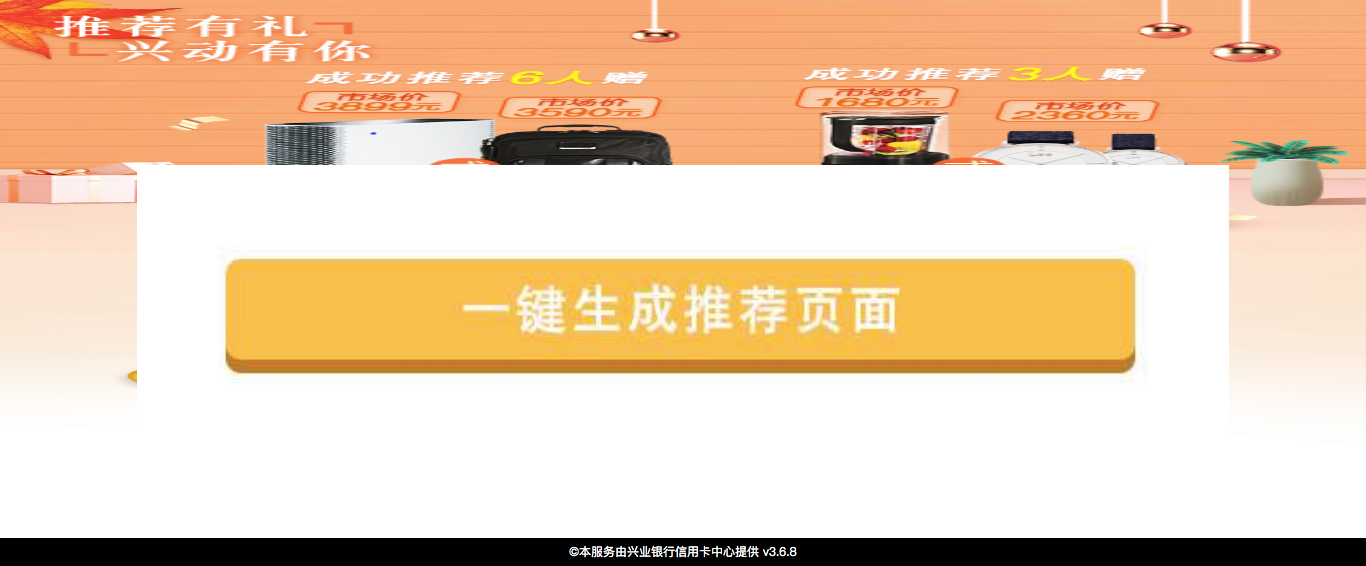 推荐有礼
兴动有你
成功推荐6人赠
成功推荐3人赠
市场价
3899元
市场价
3590元
市场价
1680元
市场价
2360元
一键生成推荐页面
©本服务由兴业银行信用卡中心提供 v3.6.8